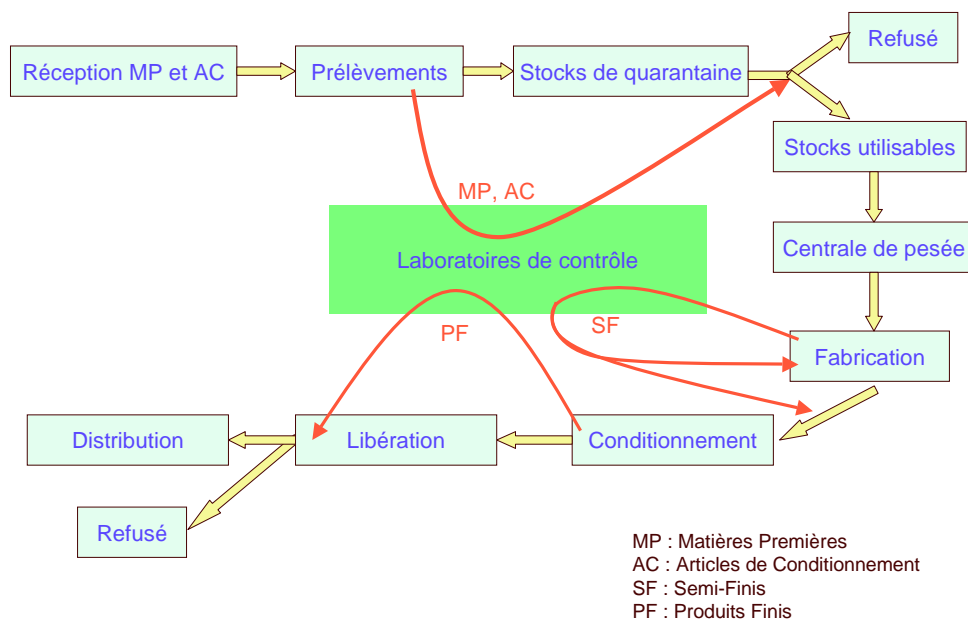 Réception MP et AC
Prélèvements
Stocks de quarantaine
Refusé
Stocks utilisables
MP, AC
Centrale de pesée
Laboratoires de contrôle
PF
SF
Fabrication
Distribution
Libération
Conditionnement
Refusé
MP : Matières Premières
AC : Articles de Conditionnement
SF : Semi-Finis
PF : Produits Finis